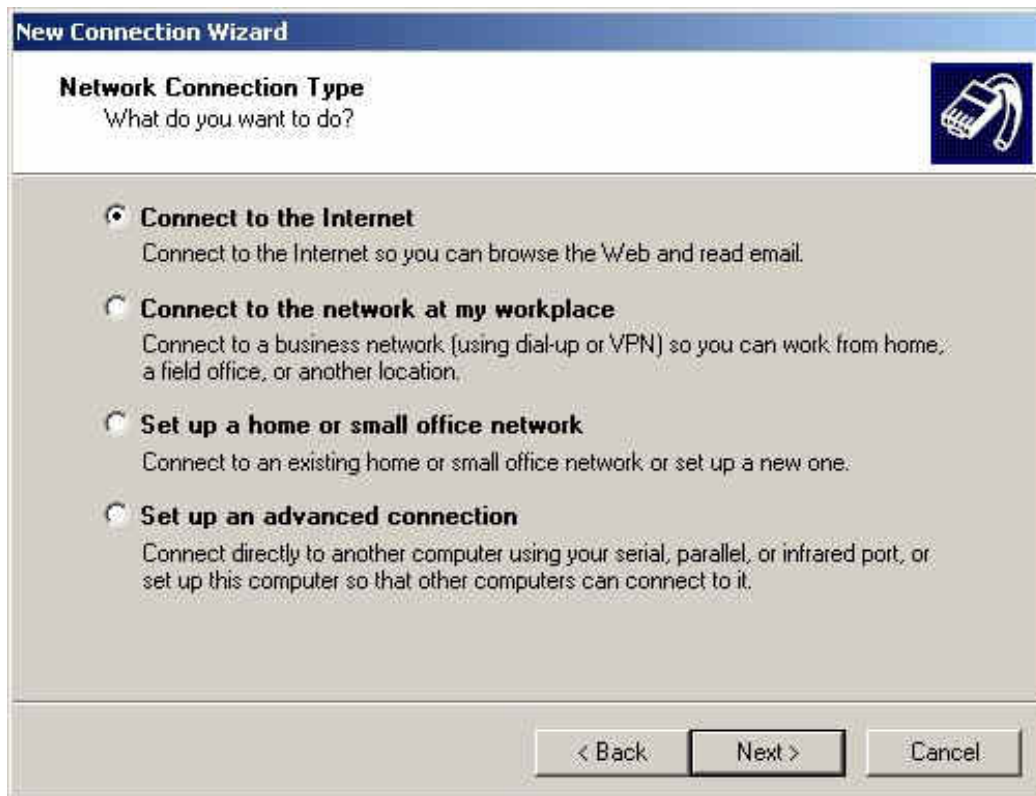 New Connection Wizard
Network Connection Type
What do you want to do?
Connect to the Internet
Connect to the Internet so you can browse the Web and read email.
Connect to the network at my workplace
Connect to a business network (using dial-up or VPN) so you can work from home,
a field office, or another location.
Set up a home or small office network
Connect to an existing home or small office network or set up a new one.
Set up an advanced connection
Connect directly to another computer using your serial, parallel, or infrared port, or
set up this computer so that other computers can connect to it.
< Back Next > Cancel